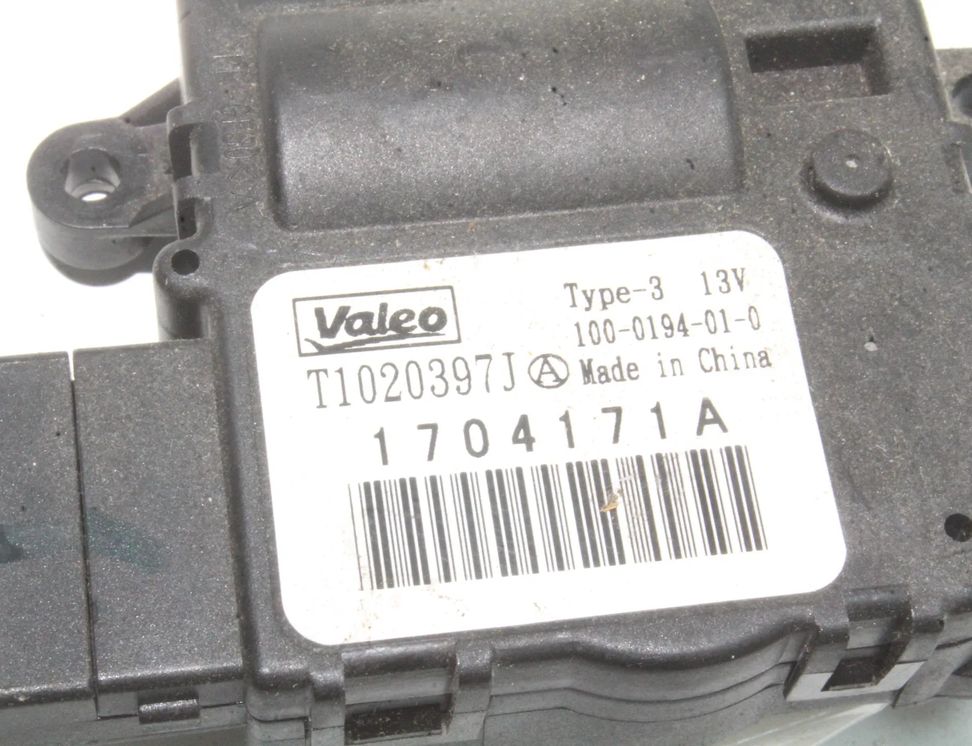 Valeo
Type-3 13V
100-0194-01-0
T1020397J Ⓐ Made in China
1704171A